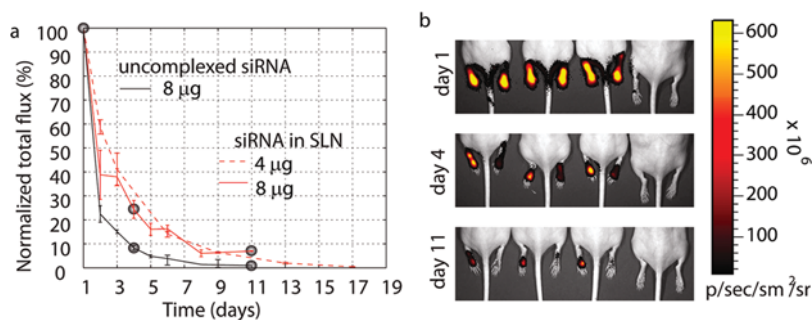 a
100
90
80
70
60
50
40
30
20
10
0
Normalized total flux (%)
uncomplexed siRNA
8 μg
siRNA in SLN
4 μg
8 μg
1 3 5 7 9 11 13 15 17 19
Time (days)
b
day 1
day 4
day 11
600
500
400
300
200
100
x 10⁶
p/sec/sm²/sr